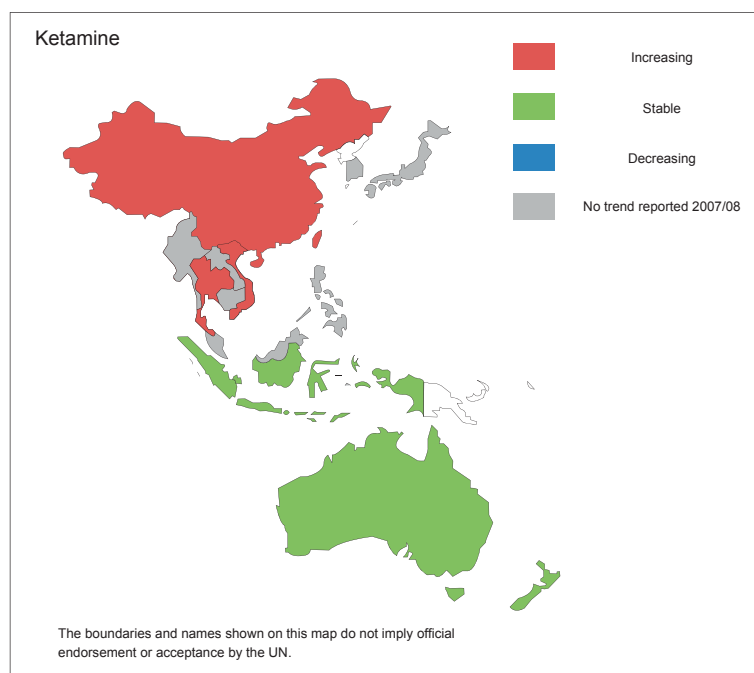 Ketamine
Increasing
Stable
Decreasing
No trend reported 2007/08
The boundaries and names shown on this map do not imply official
endorsement or acceptance by the UN.